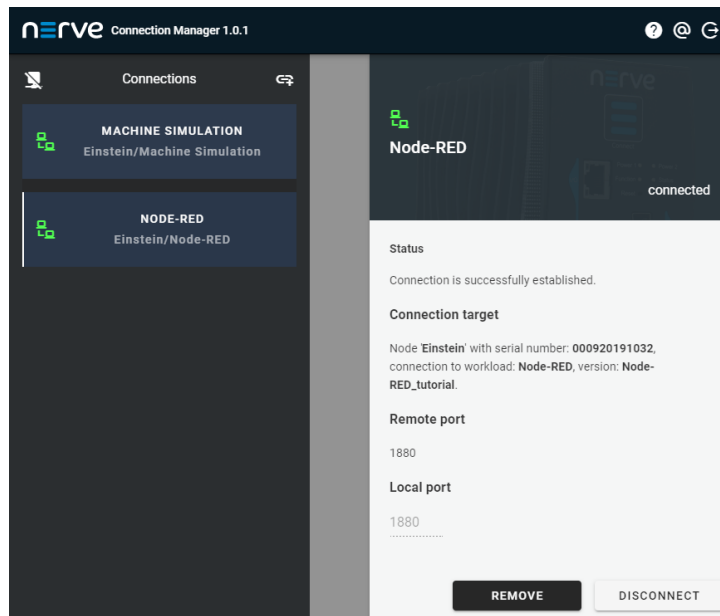 nerve Connection Manager 1.0.1
Connections
MACHINE SIMULATION
Einstein/Machine Simulation
NODE-RED
Einstein/Node-RED
nerve
Node-RED
connected
Status
Connection is successfully established.
Connection target
Node 'Einstein' with serial number: 000920191032,
connection to workload: Node-RED, version: Node-
RED_tutorial.
Remote port
1880
Local port
1880
REMOVE
DISCONNECT